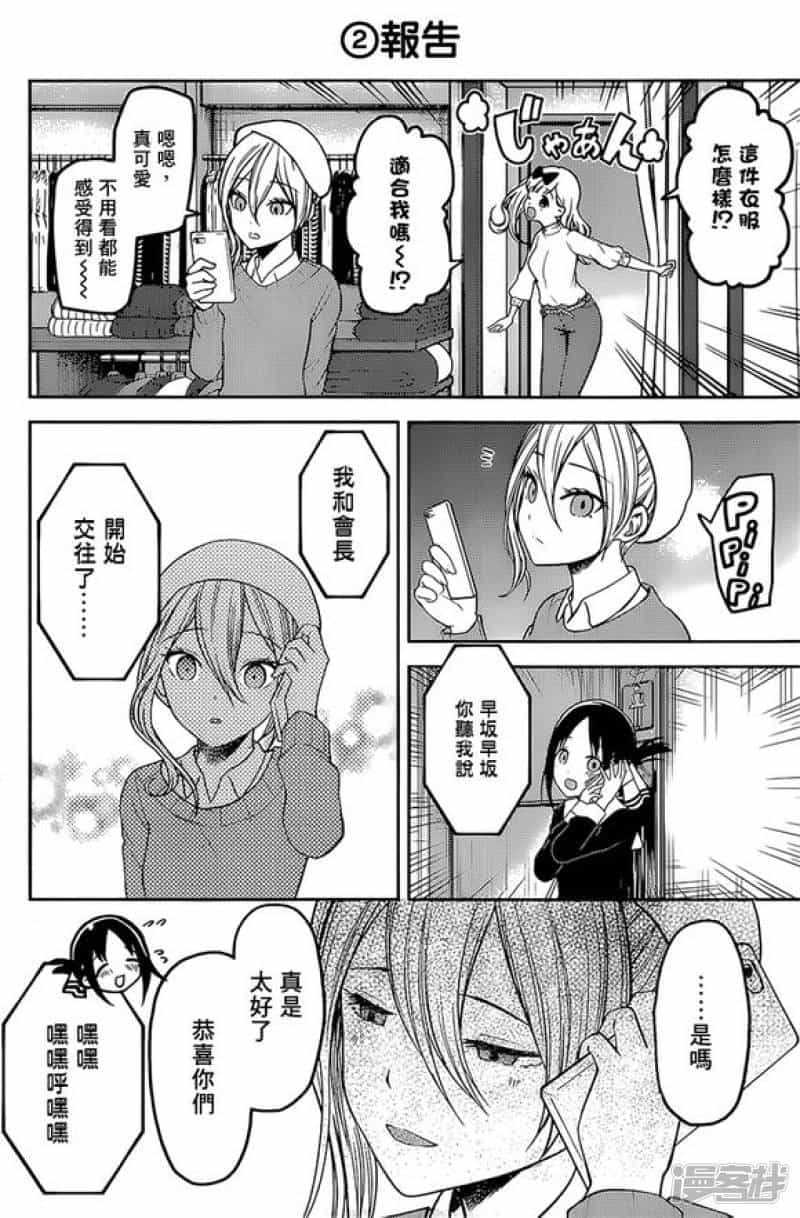 ②報告
這件衣服
怎麼樣!?
じゃあん
適合我嗎~!?
嗯嗯，
真可愛
不用看都能
感受得到~
PiPiPi
早坂早坂
你聽我說
我和會長
開始
交往了……
……是嗎
真是
太好了
恭喜你們
嘿嘿
嘿嘿呼嘿嘿
漫客栈